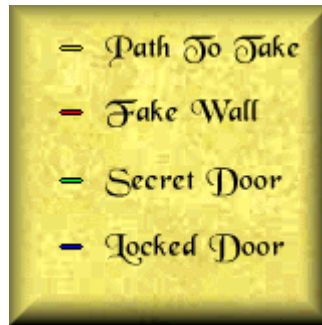 Path To Take
Fake Wall
Secret Door
Locked Door